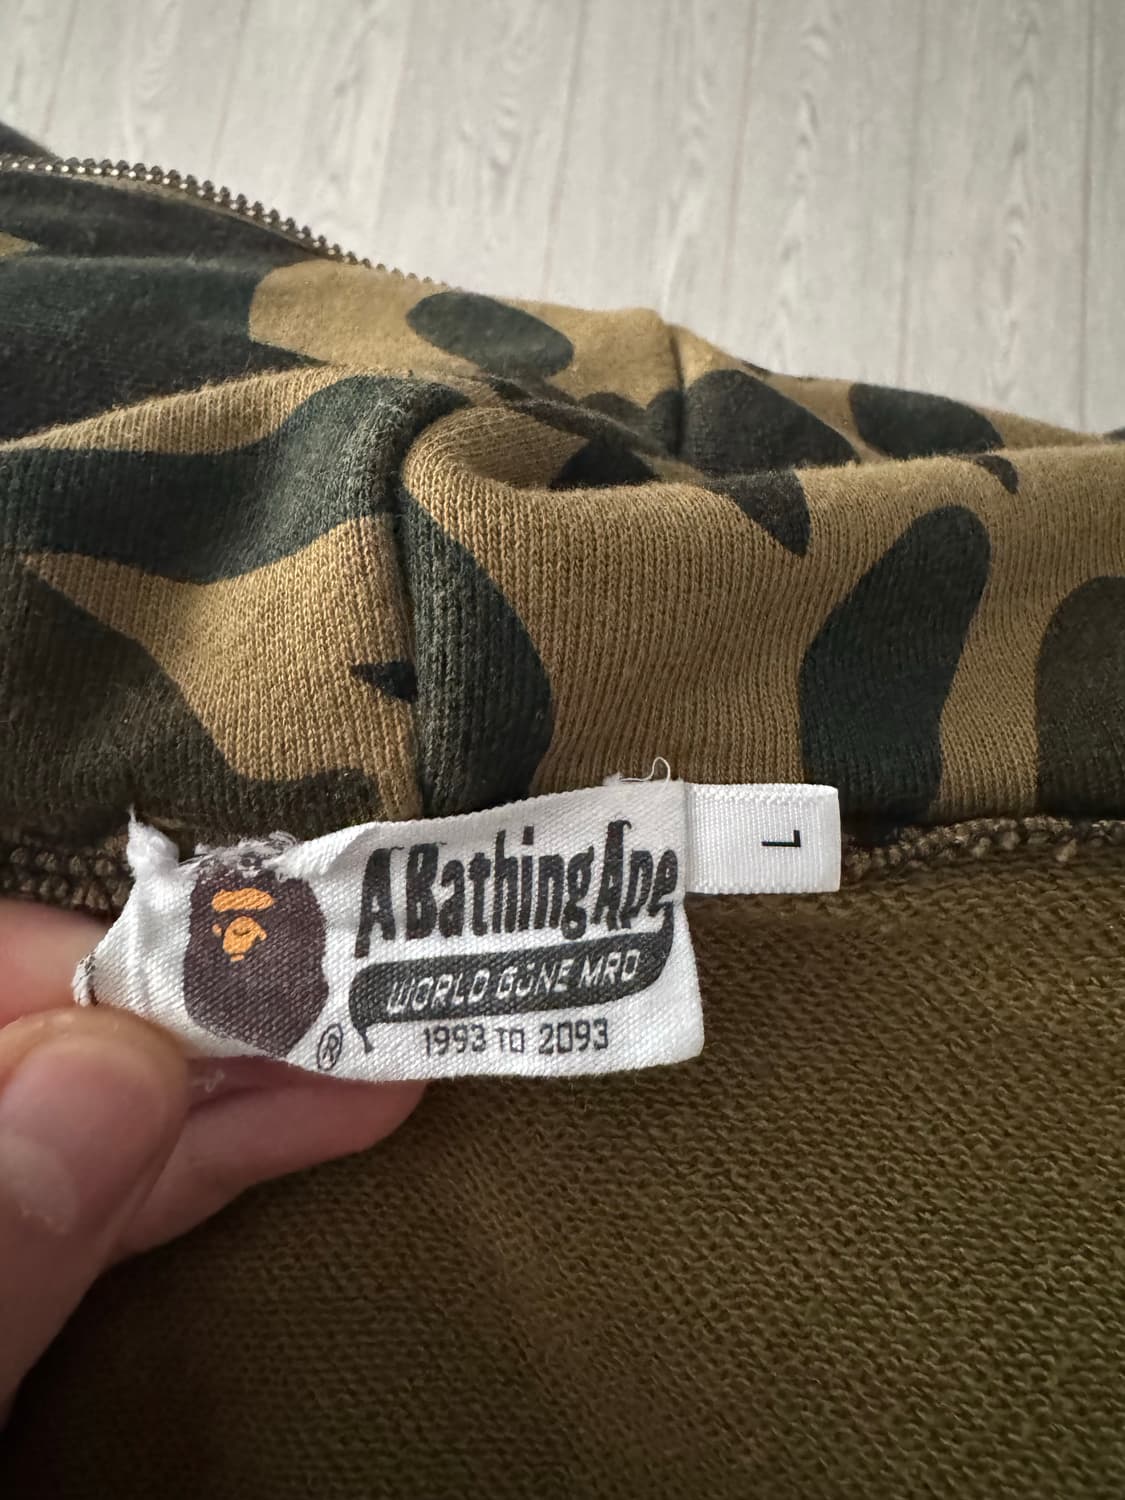 A Bathing Ape
WORLD GONE MAD
1993 TO 2093
®
L